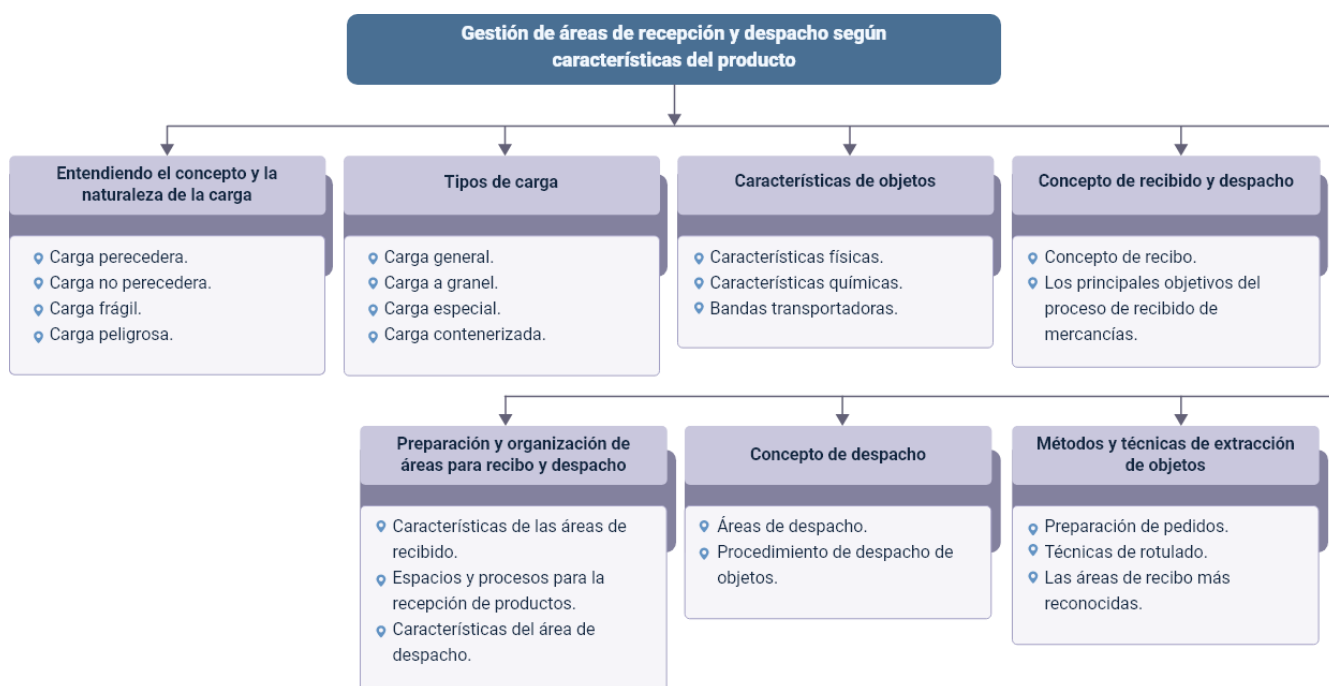 Gestión de áreas de recepción y despacho según
características del producto
Entendiendo el concepto y la
naturaleza de la carga
Carga perecedera.
Carga no perecedera.
Carga frágil.
Carga peligrosa.
Tipos de carga
Carga general.
Carga a granel.
Carga especial.
Carga contenerizada.
Características de objetos
Características físicas.
Características químicas.
Bandas transportadoras.
Concepto de recibido y despacho
Concepto de recibo.
Los principales objetivos del
proceso de recibido de
mercancías.
Preparación y organización de
áreas para recibo y despacho
Características de las áreas de
recibido.
Espacios y procesos para la
recepción de productos.
Características del área de
despacho.
Concepto de despacho
Áreas de despacho.
Procedimiento de despacho de
objetos.
Métodos y técnicas de extracción
de objetos
Preparación de pedidos.
Técnicas de rotulado.
Las áreas de recibo más
reconocidas.